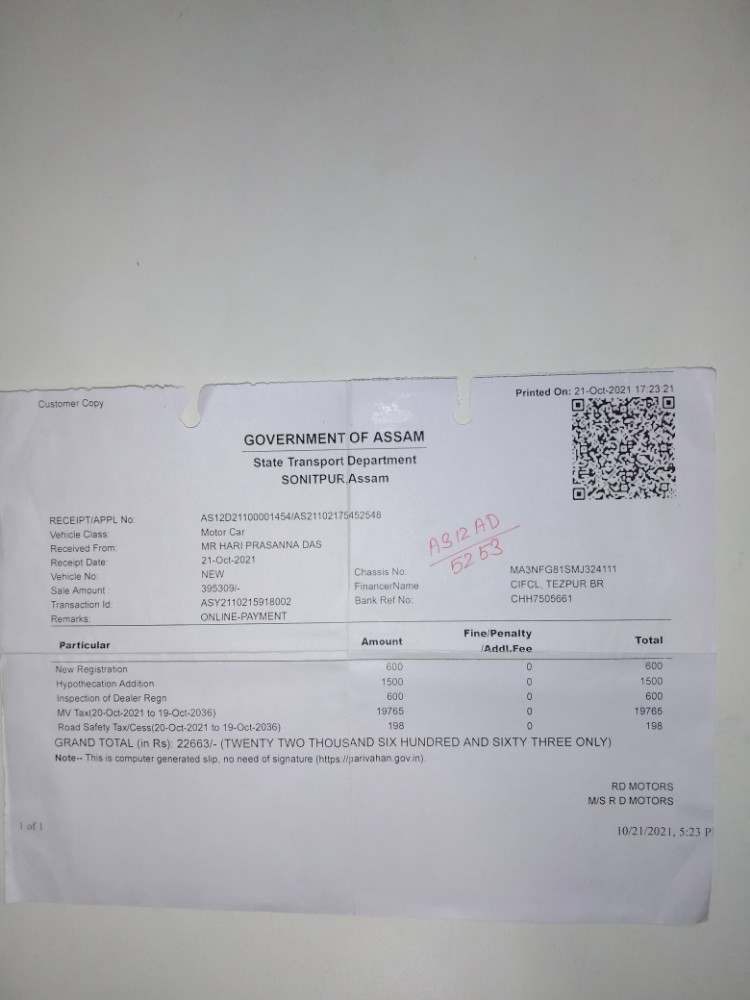 Customer Copy
Printed On: 21-Oct-2021 17:23:21
GOVERNMENT OF ASSAM
State Transport Department
SONITPUR,Assam
RECEIPT/APPL No: AS12D21100001454/AS21102175452548
Vehicle Class: Motor Car
Received From: MR HARI PRASANNA DAS
Receipt Date: 21-Oct-2021
Vehicle No: NEW
Sale Amount : 395309/-
Transaction Id: ASY2110215918002
Remarks: ONLINE-PAYMENT
AS12AD
5253
Chassis No: MA3NFG81SMJ324111
FinancerName CIFCL, TEZPUR BR
Bank Ref No: CHH7505661
Particular Amount Fine/Penalty /Addl.Fee Total
New Registration 600 0 600
Hypothecation Addition 1500 0 1500
Inspection of Dealer Regn 600 0 600
MV Tax(20-Oct-2021 to 19-Oct-2036) 19765 0 19765
Road Safety Tax/Cess(20-Oct-2021 to 19-Oct-2036) 198 0 198
GRAND TOTAL (in Rs): 22663/- (TWENTY TWO THOUSAND SIX HUNDRED AND SIXTY THREE ONLY)
Note-- This is computer generated slip, no need of signature (https://parivahan.gov.in).
RD MOTORS
M/S R D MOTORS
1 of 1
10/21/2021, 5:23 P